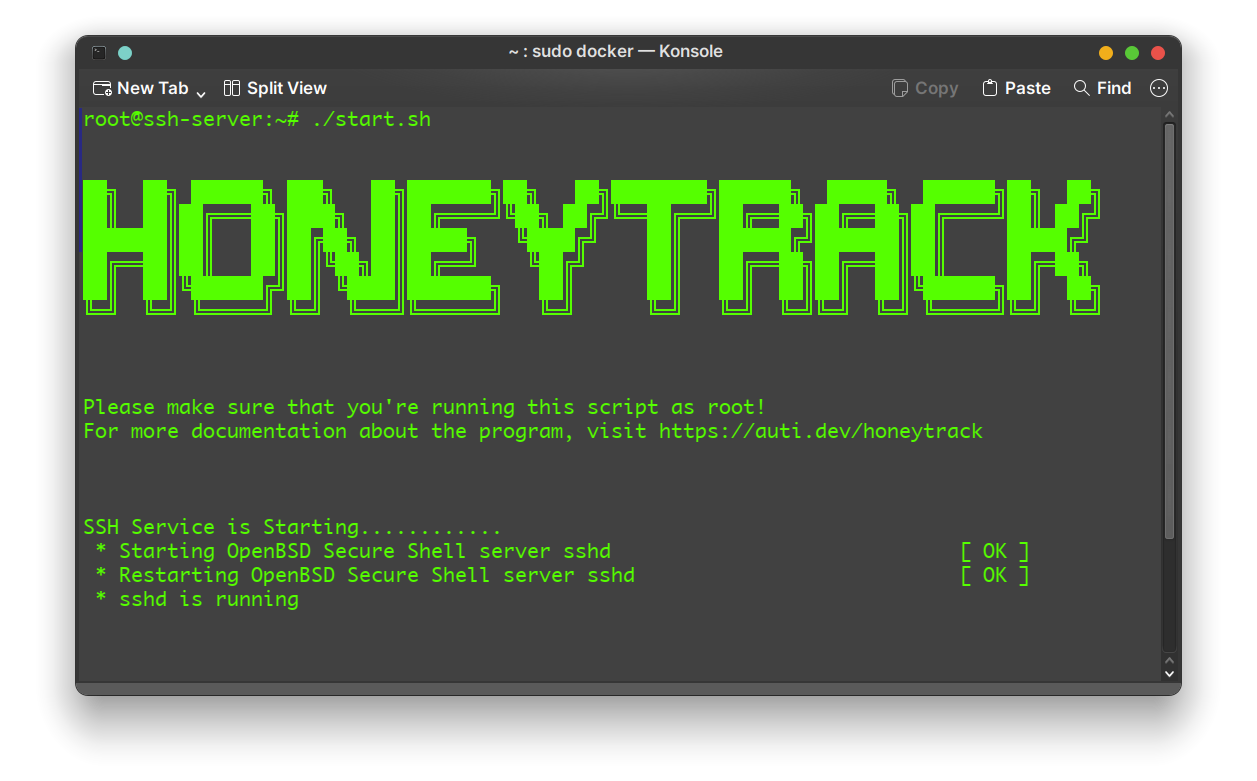 ~ : sudo docker — Konsole
New Tab Split View Copy Paste Find
root@ssh-server:~# ./start.sh
HONEYTRACK
Please make sure that you're running this script as root!
For more documentation about the program, visit https://auti.dev/honeytrack
SSH Service is Starting............
* Starting OpenBSD Secure Shell server sshd [ OK ]
* Restarting OpenBSD Secure Shell server sshd [ OK ]
* sshd is running